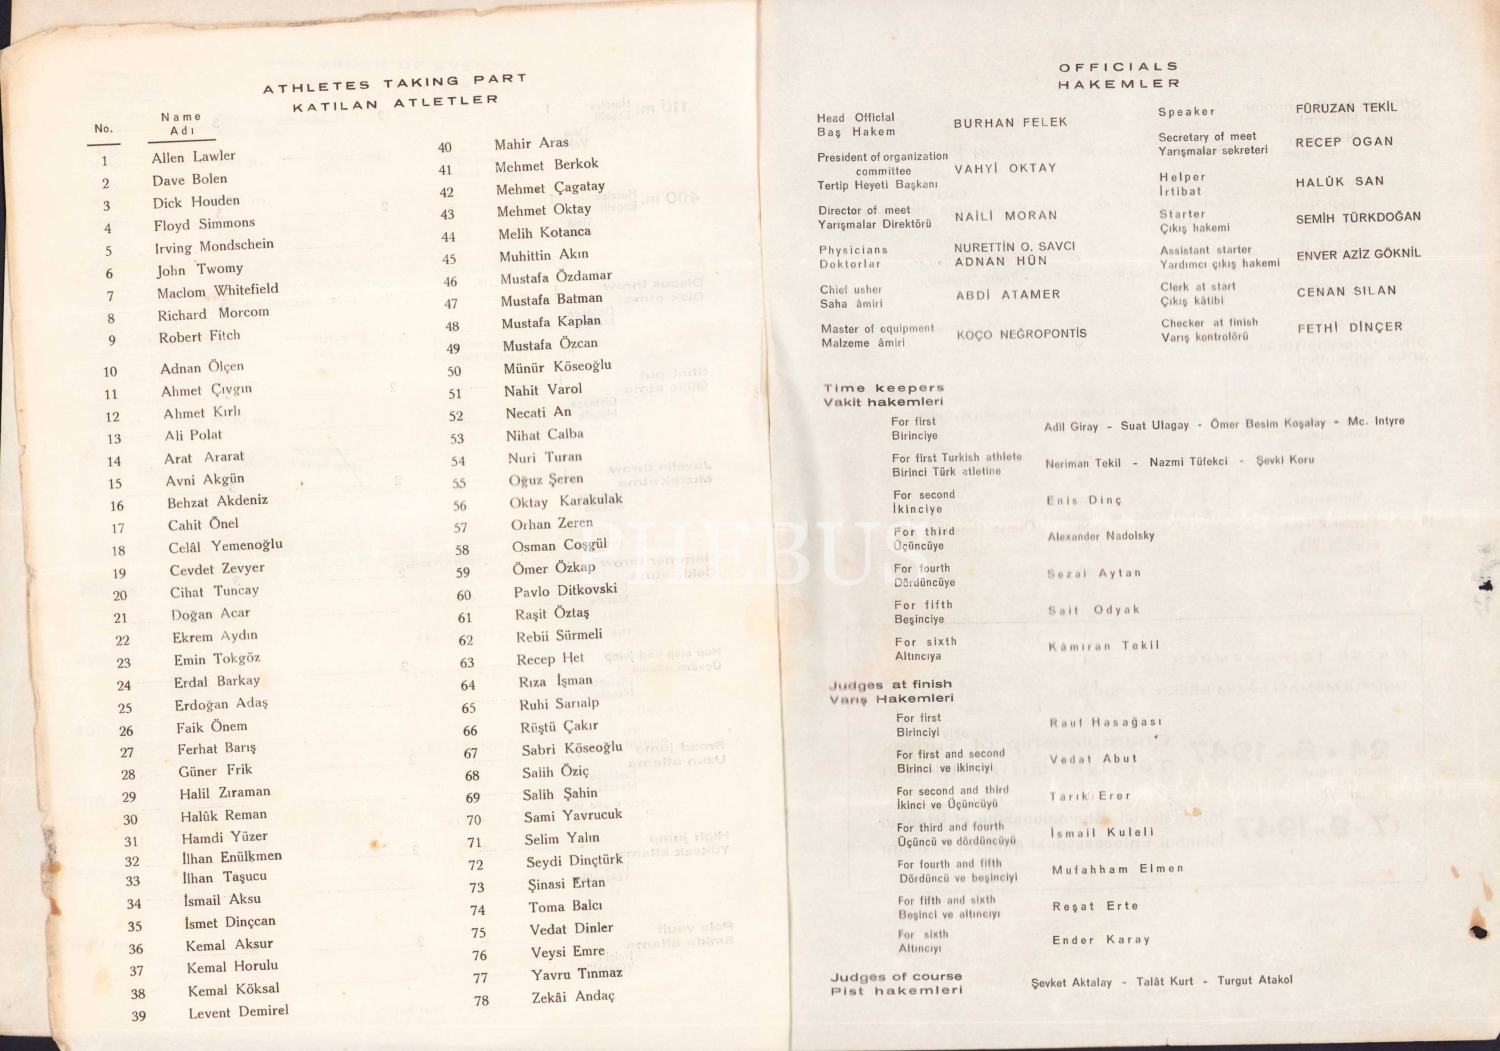 ATHLETES TAKING PART
KATILAN ATLETLER
No. Name
Adı
1 Allen Lawler
2 Dave Bolen
3 Dick Houden
4 Floyd Simmons
5 Irving Mondschein
6 John Twomy
7 Maclom Whitefield
8 Richard Morcom
9 Robert Fitch
10 Adnan Ölçen
11 Ahmet Çıvgın
12 Ahmet Kırlı
13 Ali Polat
14 Arat Ararat
15 Avni Akgün
16 Behzat Akdeniz
17 Cahit Önel
18 Celâl Yemenoğlu
19 Cevdet Zevyer
20 Cihat Tuncay
21 Doğan Acar
22 Ekrem Aydın
23 Emin Tokgöz
24 Erdal Barkay
25 Erdoğan Adaş
26 Faik Önem
27 Ferhat Barış
28 Güner Frik
29 Halil Zıraman
30 Halûk Reman
31 Hamdi Yüzer
32 İlhan Enülkmen
33 İlhan Taşucu
34 İsmail Aksu
35 İsmet Dinçcan
36 Kemal Aksur
37 Kemal Horulu
38 Kemal Köksal
39 Levent Demirel
40 Mahir Aras
41 Mehmet Berkok
42 Mehmet Çagatay
43 Mehmet Oktay
44 Melih Kotanca
45 Muhittin Akın
46 Mustafa Özdamar
47 Mustafa Batman
48 Mustafa Kaplan
49 Mustafa Özcan
50 Münür Köseoğlu
51 Nahit Varol
52 Necati An
53 Nihat Calba
54 Nuri Turan
55 Oğuz Şeren
56 Oktay Karakulak
57 Orhan Zeren
58 Osman Coşgül
59 Ömer Özkap
60 Pavlo Ditkovski
61 Raşit Öztaş
62 Rebii Sürmeli
63 Recep Het
64 Rıza İşman
65 Ruhi Sarıalp
66 Rüştü Çakır
67 Sabri Köseoğlu
68 Salih Öziç
69 Salih Şahin
70 Sami Yavrucuk
71 Selim Yalın
72 Seydi Dinçtürk
73 Şinasi Ertan
74 Toma Balcı
75 Vedat Dinler
76 Veysi Emre
77 Yavru Tınmaz
78 Zekâi Andaç
OFFICIALS
HAKEMLER
Head Official
Baş Hakem BURHAN FELEK
President of organization
committee VAHYİ OKTAY
Tertip Heyeti Başkanı
Director of meet NAİLİ MORAN
Yarışmalar Direktörü
Physicians NURETTİN O. SAVCI
Doktorlar ADNAN HÜN
Chief usher ABDİ ATAMER
Saha âmiri
Master of equipment KOÇO NEĞROPONTİS
Malzeme âmiri
Speaker FÜRUZAN TEKİL
Secretary of meet RECEP OGAN
Yarışmalar sekreteri
Helper HALÛK SAN
İrtibat
Starter SEMİH TÜRKDOĞAN
Çıkış hakemi
Assistant starter ENVER AZİZ GÖKNİL
Yardımcı çıkış hakemi
Clerk at start CENAN SILAN
Çıkış kâtibi
Checker at finish FETHİ DİNÇER
Varış kontrolörü
Time keepers
Vakit hakemleri
For first Adil Giray - Suat Ulagay - Ömer Besim Koşalay - Mc. Intyre
Birinciye
For first Turkish athlete Neriman Tekil - Nazmi Tüfekci - Şevki Koru
Birinci Türk atletine
For second Enis Dinç
İkinciye
For third Alexander Nadolsky
Üçüncüye
For fourth Sezai Aytan
Dördüncüye
For fifth Sait Odyak
Beşinciye
For sixth Kâmıran Tekil
Altıncıya
Judges at finish
Varış Hakemleri
For first Rauf Hasağası
Birinciyi
For first and second Vedat Abut
Birinci ve ikinciyi
For second and third Tarık Erer
İkinci ve Üçüncüyü
For third and fourth İsmail Kuleli
Üçüncü ve dördüncüyü
For fourth and fifth Mufahham Elmen
Dördüncü ve beşinciyi
For fifth and sixth Reşat Erte
Beşinci ve altıncıyı
For sixth Ender Karay
Altıncıyı
Judges of course Şevket Aktalay - Talât Kurt - Turgut Atakol
Pist hakemleri
PHEBUS